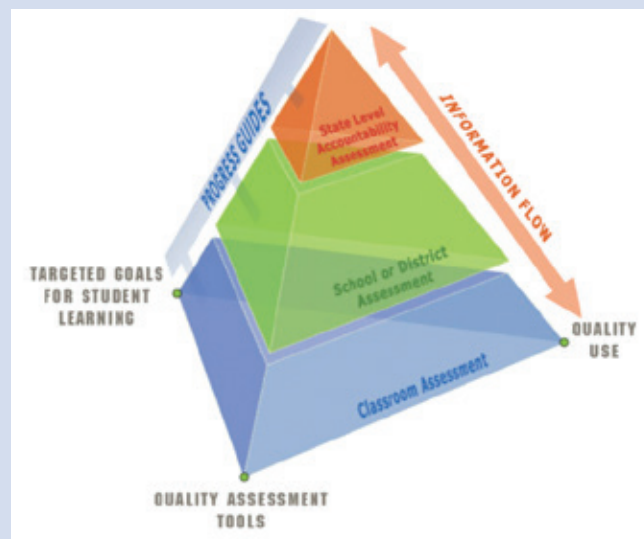 PROGRESS GUIDES
State Level
Accountability
Assessment
INFORMATION FLOW
School or District
Assessment
TARGETED GOALS
FOR STUDENT
LEARNING
QUALITY
USE
Classroom Assessment
QUALITY ASSESSMENT
TOOLS